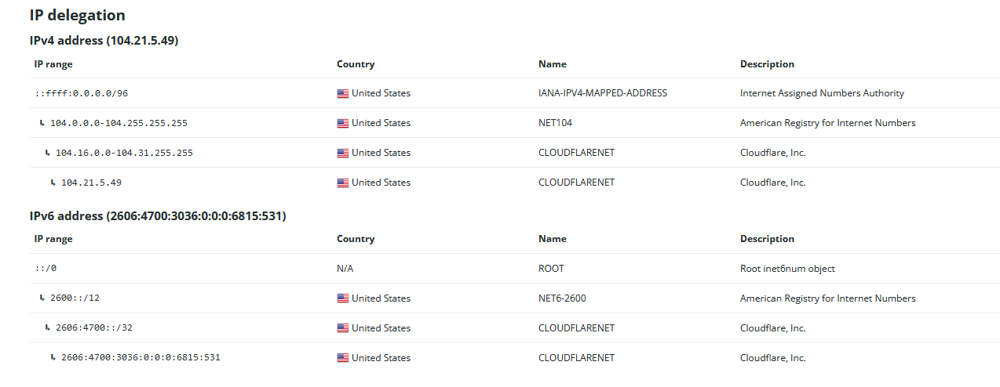 IP delegation
IPv4 address (104.21.5.49)
IP range Country Name Description
::ffff:0.0.0.0/96 United States IANA-IPV4-MAPPED-ADDRESS Internet Assigned Numbers Authority
↳ 104.0.0.0-104.255.255.255 United States NET104 American Registry for Internet Numbers
↳ 104.16.0.0-104.31.255.255 United States CLOUDFLARENET Cloudflare, Inc.
↳ 104.21.5.49 United States CLOUDFLARENET Cloudflare, Inc.
IPv6 address (2606:4700:3036:0:0:0:6815:531)
IP range Country Name Description
::/0 N/A ROOT Root inet6num object
↳ 2600::/12 United States NET6-2600 American Registry for Internet Numbers
↳ 2606:4700::/32 United States CLOUDFLARENET Cloudflare, Inc.
↳ 2606:4700:3036:0:0:0:6815:531 United States CLOUDFLARENET Cloudflare, Inc.